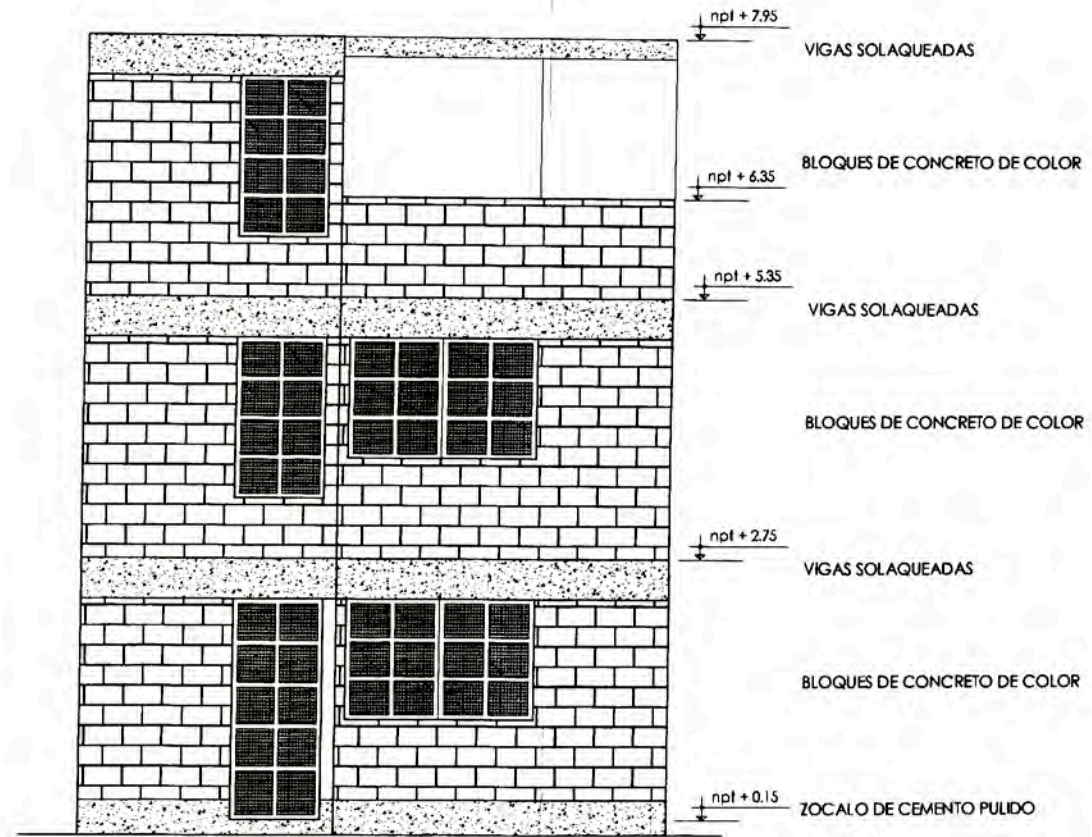 npt + 7.95
VIGAS SOLAQUEADAS
BLOQUES DE CONCRETO DE COLOR
npt + 6.35
npt + 5.35
VIGAS SOLAQUEADAS
BLOQUES DE CONCRETO DE COLOR
npt + 2.75
VIGAS SOLAQUEADAS
BLOQUES DE CONCRETO DE COLOR
npt + 0.15
ZOCALO DE CEMENTO PULIDO